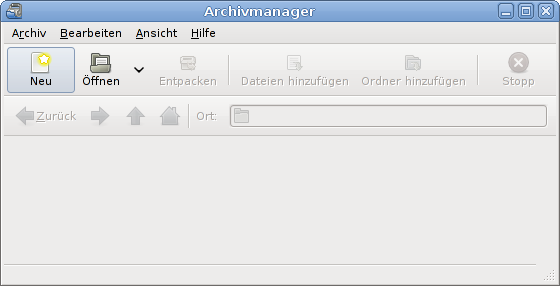 Archivmanager
Archiv Bearbeiten Ansicht Hilfe
Neu Öffnen Entpacken Dateien hinzufügen Ordner hinzufügen Stopp
Zurück Ort: